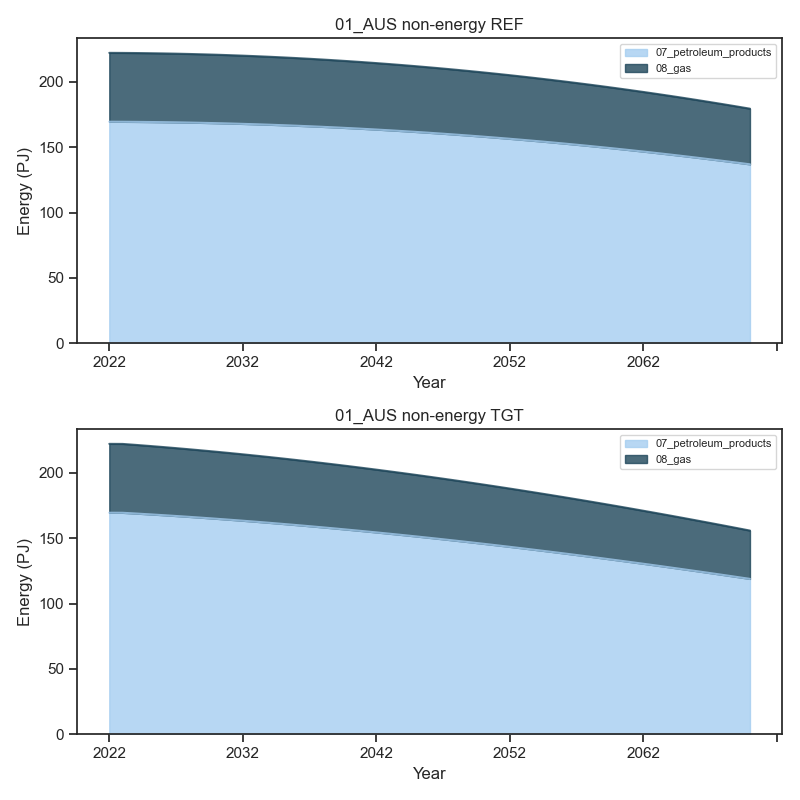 01_AUS non-energy REF
07_petroleum_products
08_gas
200
150
100
50
0
Energy (PJ)
2022 2032 2042 2052 2062
Year
01_AUS non-energy TGT
07_petroleum_products
08_gas
200
150
100
50
0
Energy (PJ)
2022 2032 2042 2052 2062
Year